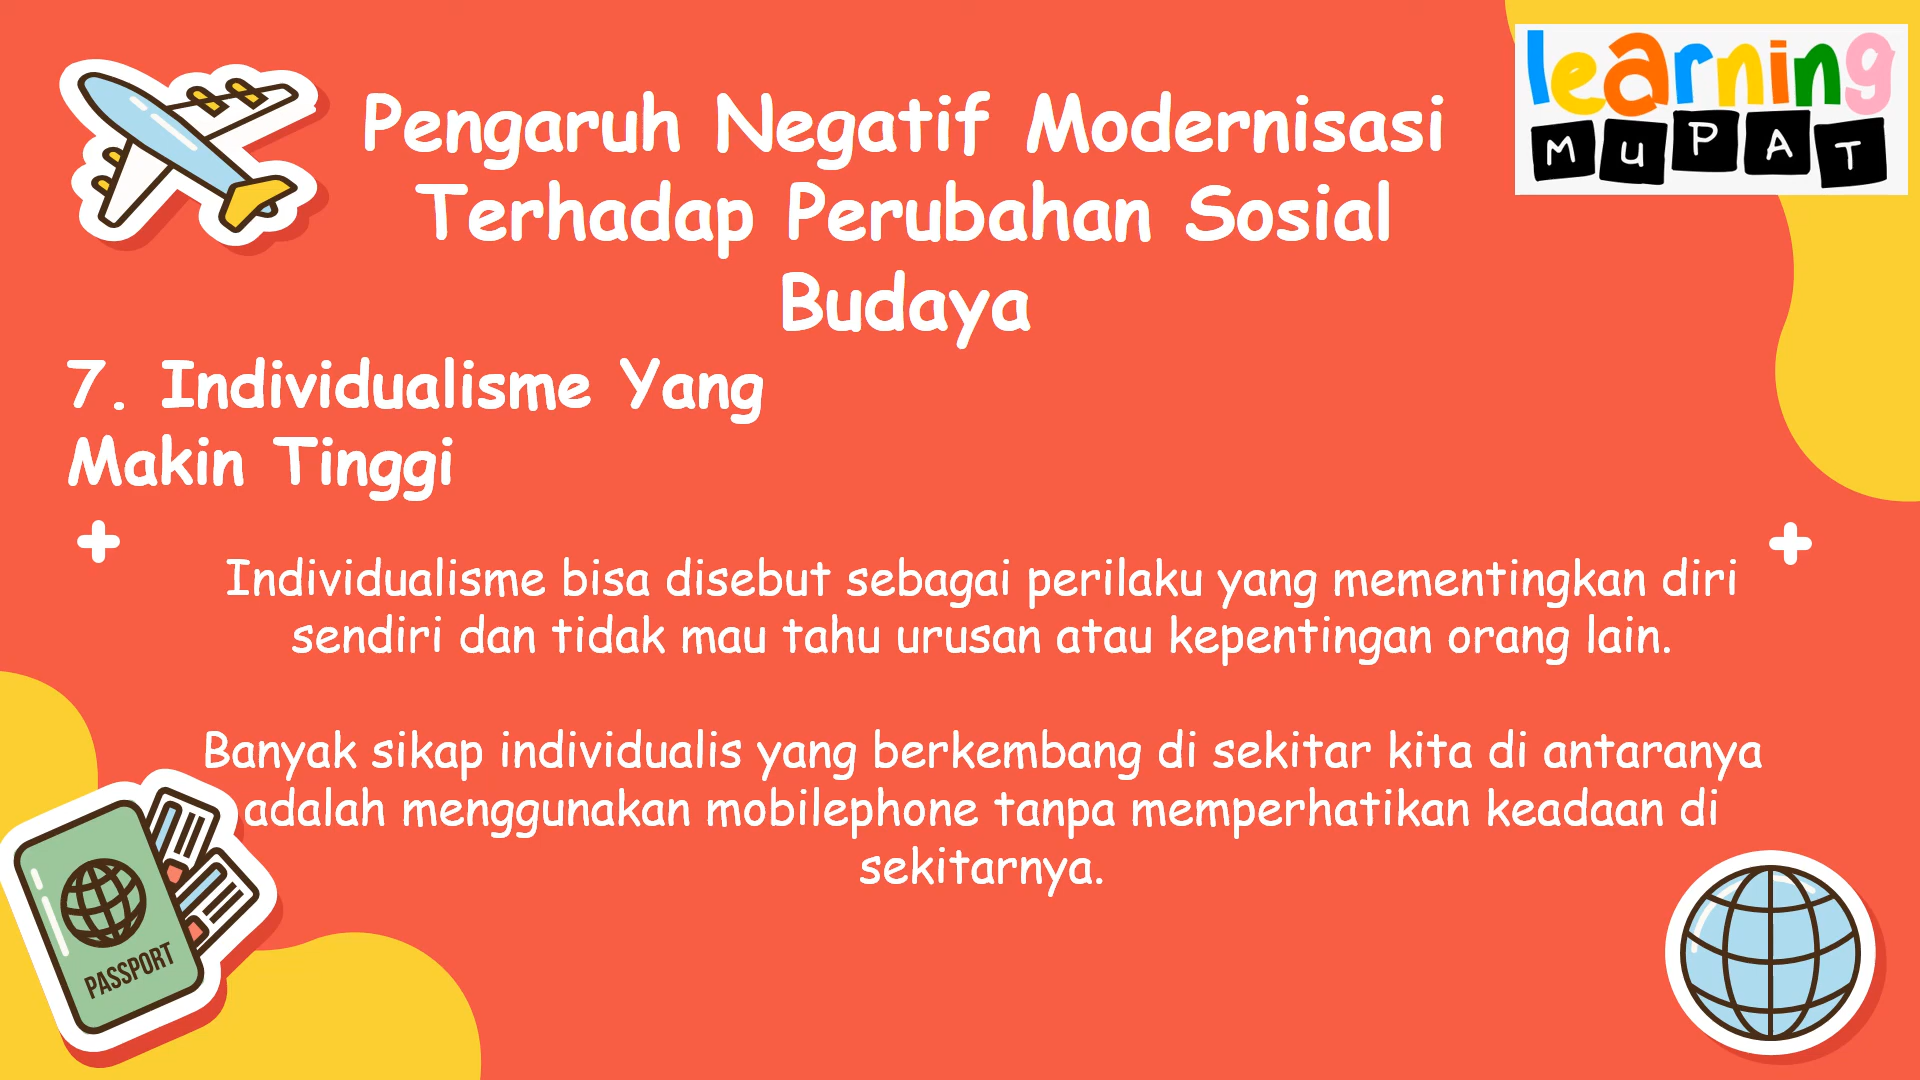 learning
MUPAT
Pengaruh Negatif Modernisasi
Terhadap Perubahan Sosial
Budaya
7. Individualisme Yang
Makin Tinggi
Individualisme bisa disebut sebagai perilaku yang mementingkan diri
sendiri dan tidak mau tahu urusan atau kepentingan orang lain.
Banyak sikap individualis yang berkembang di sekitar kita di antaranya
adalah menggunakan mobilephone tanpa memperhatikan keadaan di
sekitarnya.
PASSPORT